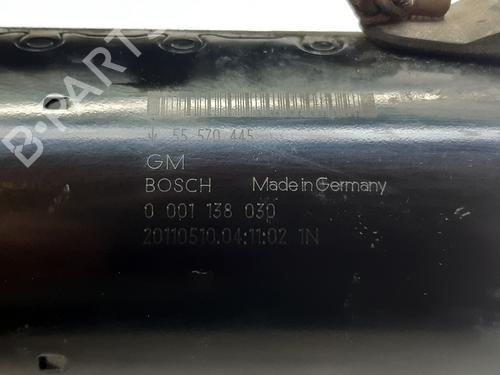 55 570 445
GM
BOSCH Made in Germany
0 001 138 030
20110510.04:11:02 1N
B-PARTS